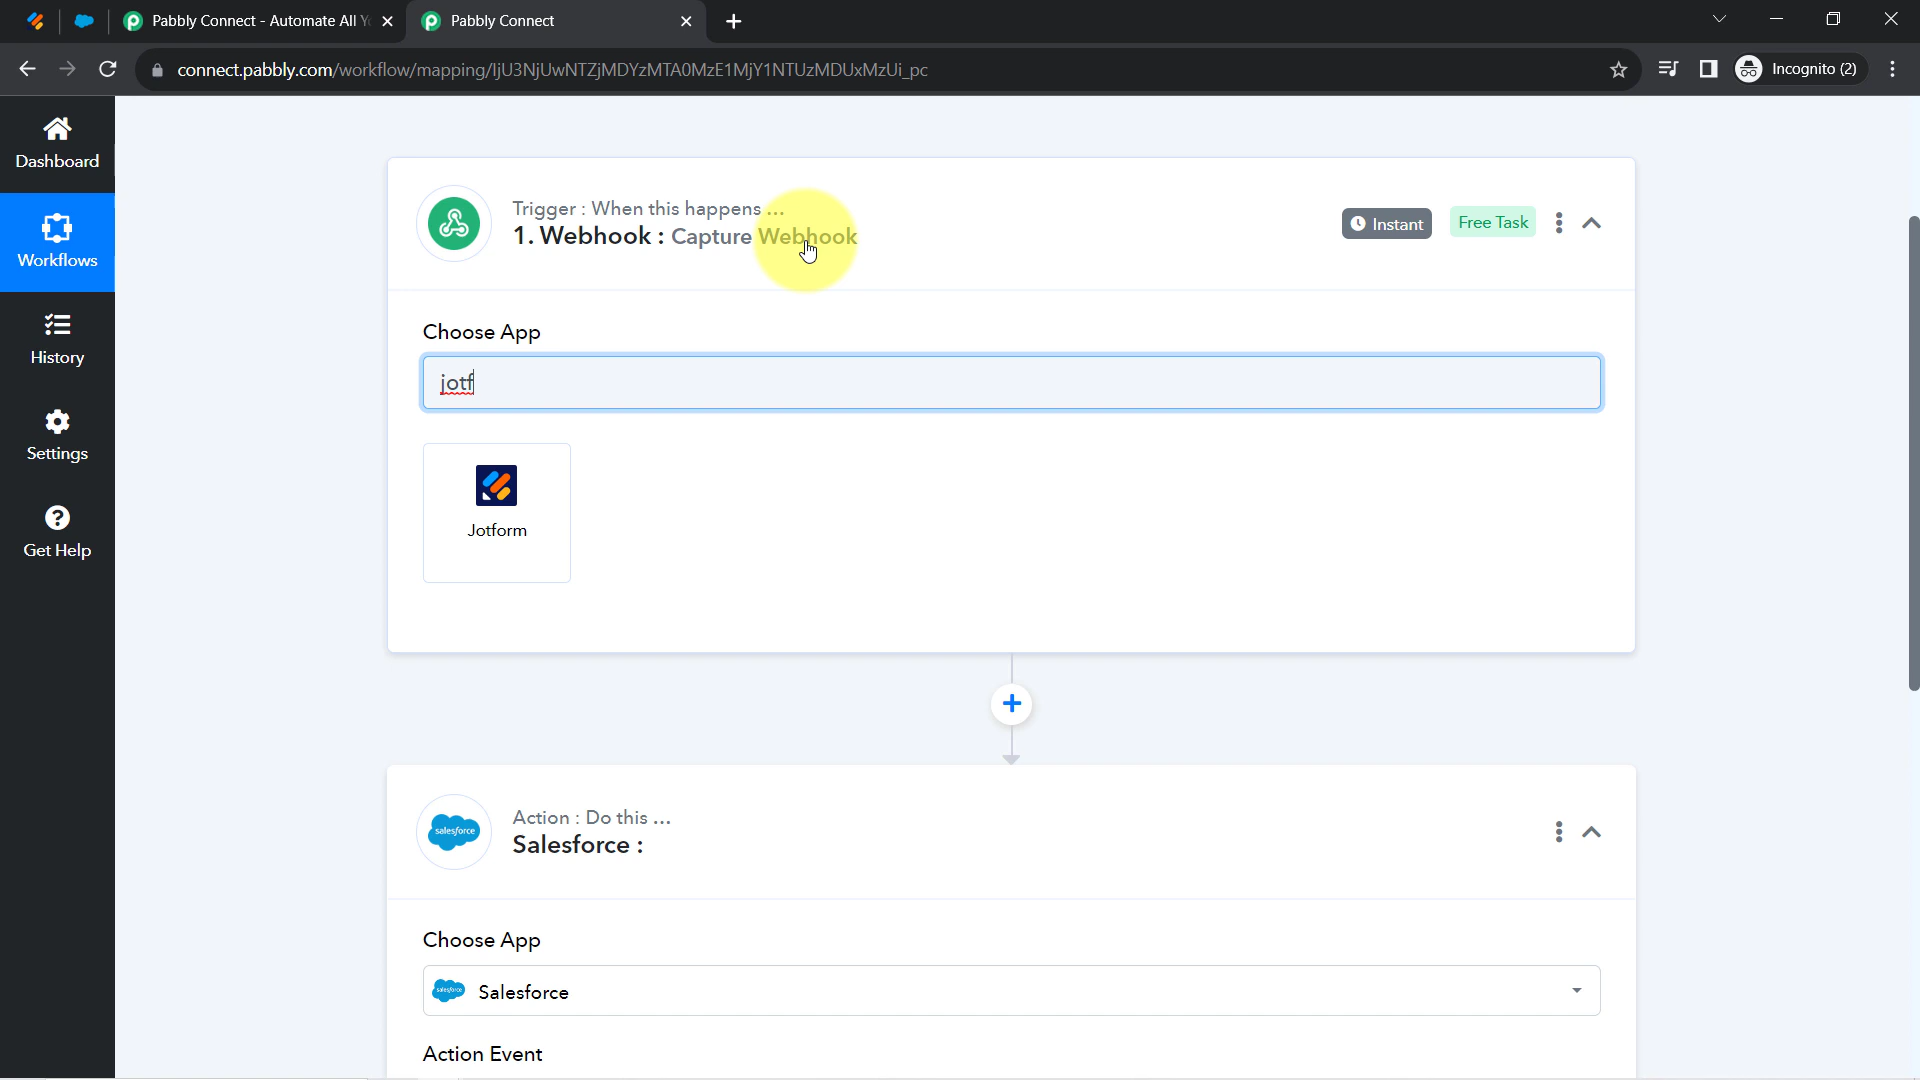 Pabbly Connect - Automate All Y
Pabbly Connect
connect.pabbly.com/workflow/mapping/IjU3NjUwNTZjMDYzMTA0MzE1MjY1NTUzMDUxMzUi_pc
Incognito (2)
Dashboard
Workflows
History
Settings
Get Help
Trigger : When this happens ...
1. Webhook : Capture Webhook
Instant
Free Task
Choose App
jotf
Jotform
salesforce
Action : Do this ...
Salesforce :
Choose App
salesforce
Salesforce
Action Event